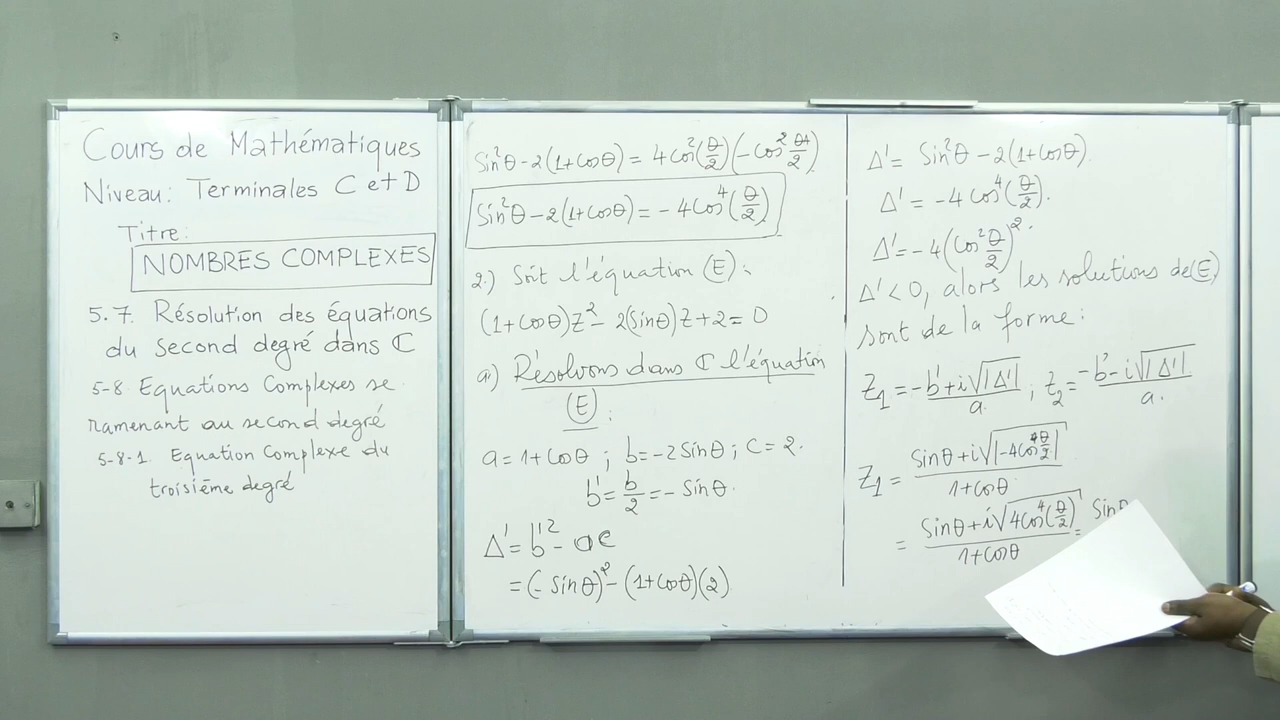 Cours de Mathématiques
Niveau: Terminales C et D
Titre:
NOMBRES COMPLEXES
5.7. Résolution des équations
du second degré dans ℂ
5-8 Equations Complexes se
ramenant au second degré
5-8-1. Equation Complexe du
troisième degré
Sin²θ - 2(1+Cosθ) = 4Cos²(θ/2)(-Cos²θ/2)
Sin²θ - 2(1+Cosθ) = -4Cos⁴(θ/2)
2.) Soit l'équation (E):
(1+Cosθ)Z² - 2(Sinθ)Z + 2 = 0
a) Résolvons dans ℂ l'équation
(E):
a = 1+Cosθ ; b = -2Sinθ ; C = 2.
b' = b/2 = -Sinθ.
Δ' = b'² - ac
= (-Sinθ)² - (1+Cosθ)(2)
Δ' = Sin²θ - 2(1+Cosθ)
Δ' = -4Cos⁴(θ/2).
Δ' = -4(Cos²θ/2)².
Δ' < 0, alors les solutions de (E)
sont de la forme:
Z₁ = -b'+i√|Δ'| / a. ; Z₂ = -b'-i√|Δ'| / a.
Z₁ = Sinθ+i√|-4Cos⁴θ/2| / 1+Cosθ
= Sinθ+i√4Cos⁴(θ/2) / 1+Cosθ =